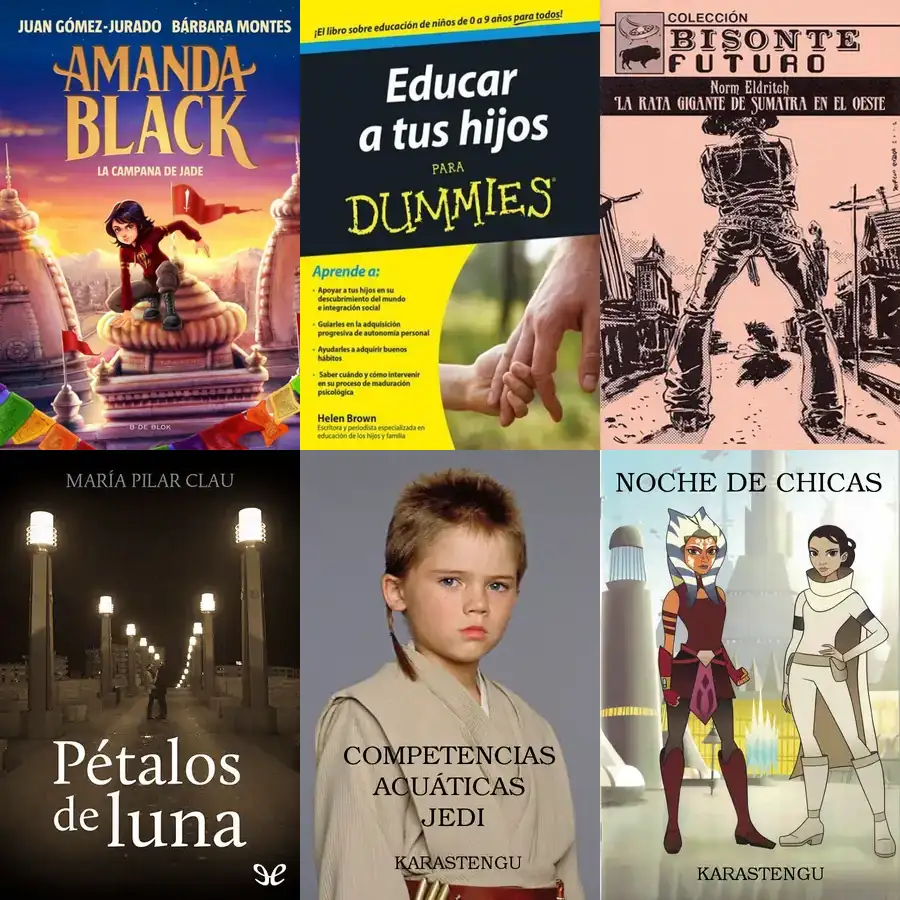 JUAN GÓMEZ-JURADO BÁRBARA MONTES
AMANDA
BLACK
LA CAMPANA DE JADE
B DE BLOK
¡El libro sobre educación de niños de 0 a 9 años para todos!
Educar
a tus hijos
PARA
DUMMIES
Aprende a:
• Apoyar a tus hijos en su
descubrimiento del mundo
e integración social
• Guiarles en la adquisición
progresiva de autonomía personal
• Ayudarles a adquirir buenos
hábitos
• Saber cuándo y cómo intervenir
en su proceso de maduración
psicológica
Helen Brown
Escritora y periodista especializada en
educación de los hijos y familia
COLECCIÓN
BISONTE
FUTURO
Norm Eldritch
LA RATA GIGANTE DE SUMATRA EN EL OESTE
MARÍA PILAR CLAU
Pétalos
de luna
COMPETENCIAS
ACUÁTICAS
JEDI
KARASTENGU
NOCHE DE CHICAS
KARASTENGU